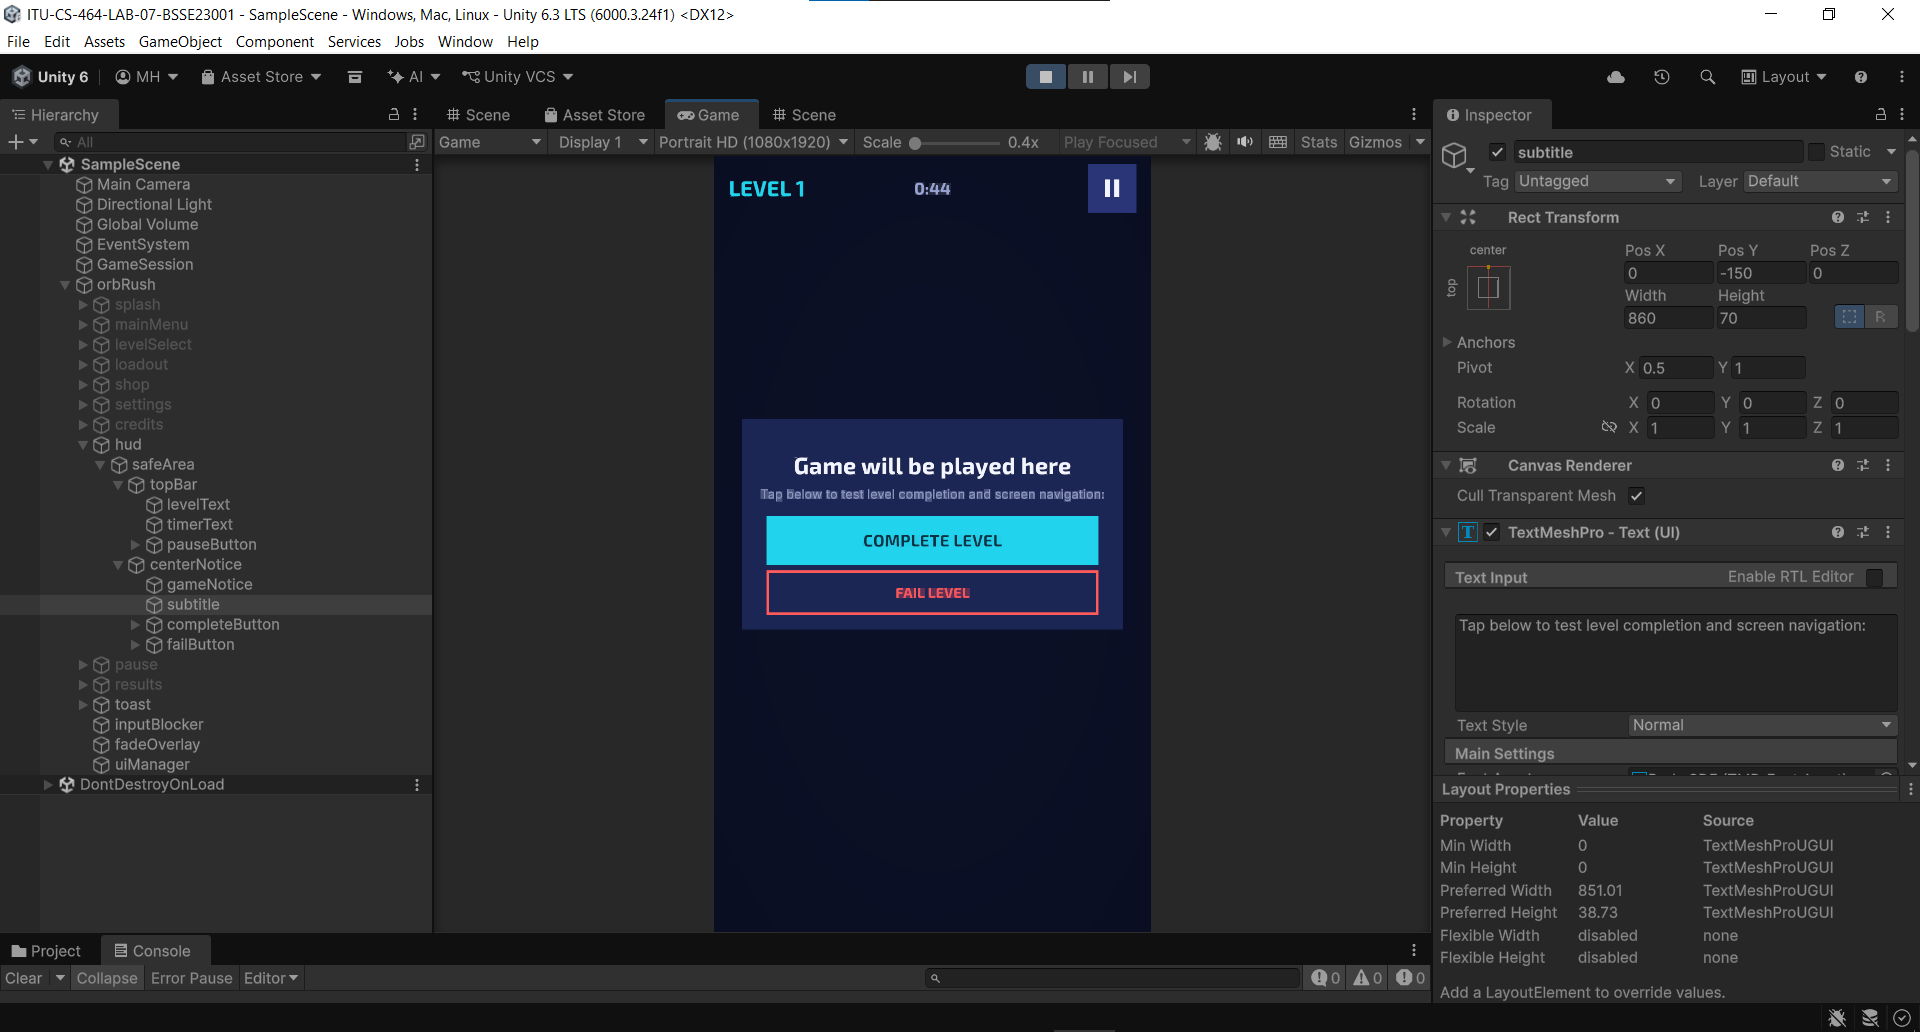 ITU-CS-464-LAB-07-BSSE23001 - SampleScene - Windows, Mac, Linux - Unity 6.3 LTS (6000.3.24f1) <DX12>
File Edit Assets GameObject Component Services Jobs Window Help
Unity 6 MH Asset Store AI Unity VCS Layout
Hierarchy
All
SampleScene
Main Camera
Directional Light
Global Volume
EventSystem
GameSession
orbRush
splash
mainMenu
levelSelect
loadout
shop
settings
credits
hud
safeArea
topBar
levelText
timerText
pauseButton
centerNotice
gameNotice
subtitle
completeButton
failButton
pause
results
toast
inputBlocker
fadeOverlay
uiManager
DontDestroyOnLoad
Scene Asset Store Game Scene
Game Display 1 Portrait HD (1080x1920) Scale 0.4x Play Focused Stats Gizmos
LEVEL 1 0:44
Game will be played here
Tap below to test level completion and screen navigation:
COMPLETE LEVEL
FAIL LEVEL
Inspector
subtitle Static
Tag Untagged Layer Default
Rect Transform
center Pos X Pos Y Pos Z
top 0 -150 0
Width Height
860 70 R
Anchors
Pivot X 0.5 Y 1
Rotation X 0 Y 0 Z 0
Scale X 1 Y 1 Z 1
Canvas Renderer
Cull Transparent Mesh
T TextMeshPro - Text (UI)
Text Input Enable RTL Editor
Tap below to test level completion and screen navigation:
Text Style Normal
Main Settings
Layout Properties
Property Value Source
Min Width 0 TextMeshProUGUI
Min Height 0 TextMeshProUGUI
Preferred Width 851.01 TextMeshProUGUI
Preferred Height 38.73 TextMeshProUGUI
Flexible Width disabled none
Flexible Height disabled none
Add a LayoutElement to override values.
Project Console
Clear Collapse Error Pause Editor 0 0 0